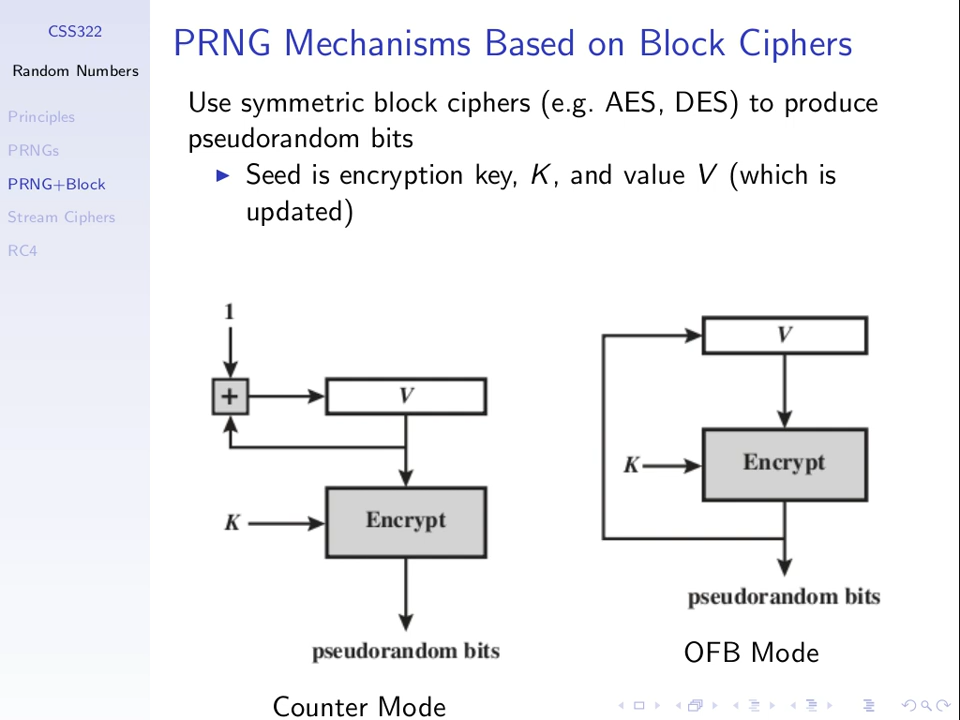 CSS322
Random Numbers
Principles
PRNGs
PRNG+Block
Stream Ciphers
RC4
PRNG Mechanisms Based on Block Ciphers
Use symmetric block ciphers (e.g. AES, DES) to produce
pseudorandom bits
Seed is encryption key, K, and value V (which is
updated)
1
+
V
K
Encrypt
pseudorandom bits
Counter Mode
V
K
Encrypt
pseudorandom bits
OFB Mode